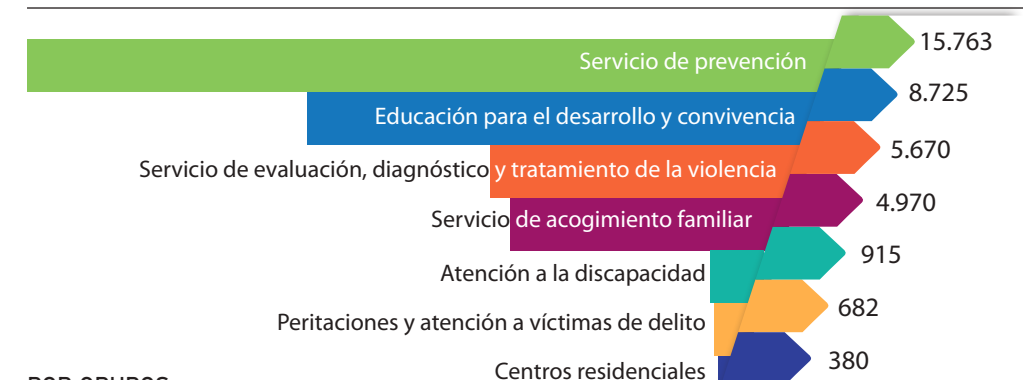 Servicio de prevención 15.763
Educación para el desarrollo y convivencia 8.725
Servicio de evaluación, diagnóstico y tratamiento de la violencia 5.670
Servicio de acogimiento familiar 4.970
Atención a la discapacidad 915
Peritaciones y atención a víctimas de delito 682
Centros residenciales 380
POR GRUPOS